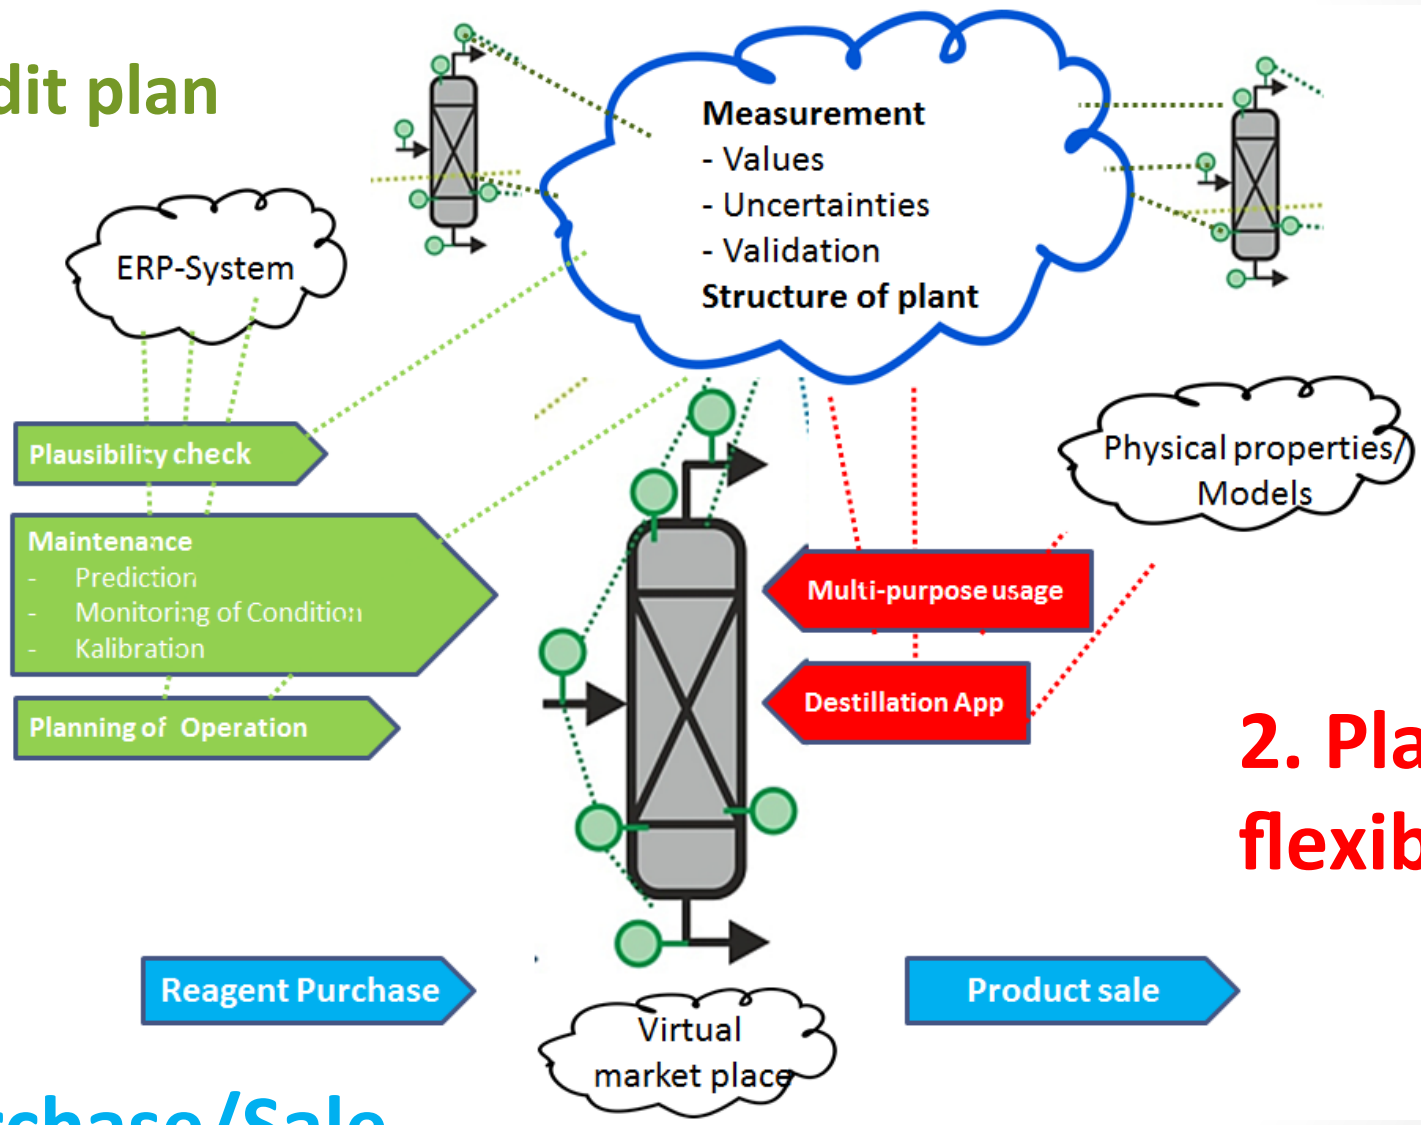 dit plan
Measurement
- Values
- Uncertainties
- Validation
Structure of plant
ERP-System
Plausibility check
Maintenance
- Prediction
- Monitoring of Condition
- Kalibration
Planning of Operation
Physical properties/
Models
Multi-purpose usage
Destillation App
2. Pla
flexib
Reagent Purchase
Product sale
Virtual
market place
rchase/Sale